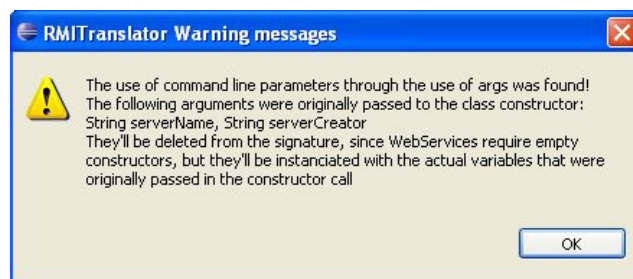 RMITranslator Warning messages
The use of command line parameters through the use of args was found!
The following arguments were originally passed to the class constructor:
String serverName, String serverCreator
They'll be deleted from the signature, since WebServices require empty
constructors, but they'll be instanciated with the actual variables that were
originally passed in the constructor call
OK